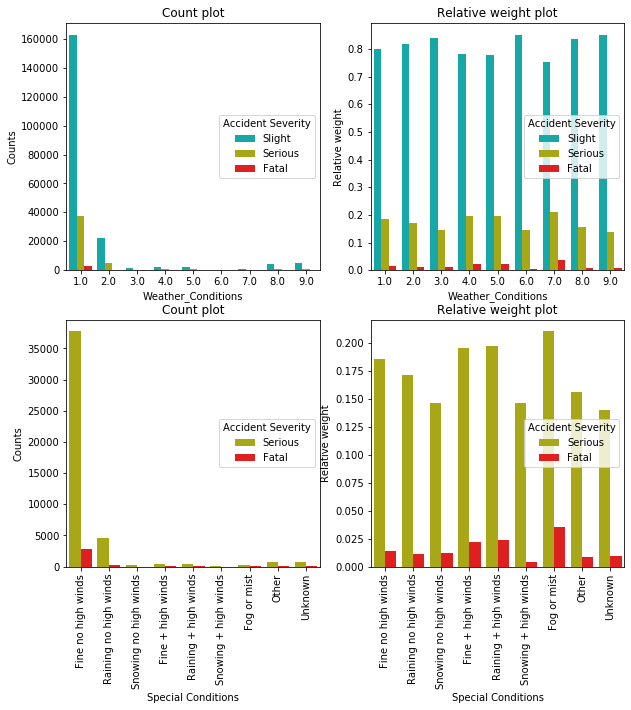 Count plot
Counts
160000
140000
120000
100000
80000
60000
40000
20000
0
Accident Severity
Slight
Serious
Fatal
1.0 2.0 3.0 4.0 5.0 6.0 7.0 8.0 9.0
Weather_Conditions
Relative weight plot
Relative weight
0.8
0.7
0.6
0.5
0.4
0.3
0.2
0.1
0.0
Accident Severity
Slight
Serious
Fatal
1.0 2.0 3.0 4.0 5.0 6.0 7.0 8.0 9.0
Weather_Conditions
Count plot
Counts
35000
30000
25000
20000
15000
10000
5000
0
Accident Severity
Serious
Fatal
Fine no high winds
Raining no high winds
Snowing no high winds
Fine + high winds
Raining + high winds
Snowing + high winds
Fog or mist
Other
Unknown
Special Conditions
Relative weight plot
Relative weight
0.200
0.175
0.150
0.125
0.100
0.075
0.050
0.025
0.000
Accident Severity
Serious
Fatal
Fine no high winds
Raining no high winds
Snowing no high winds
Fine + high winds
Raining + high winds
Snowing + high winds
Fog or mist
Other
Unknown
Special Conditions